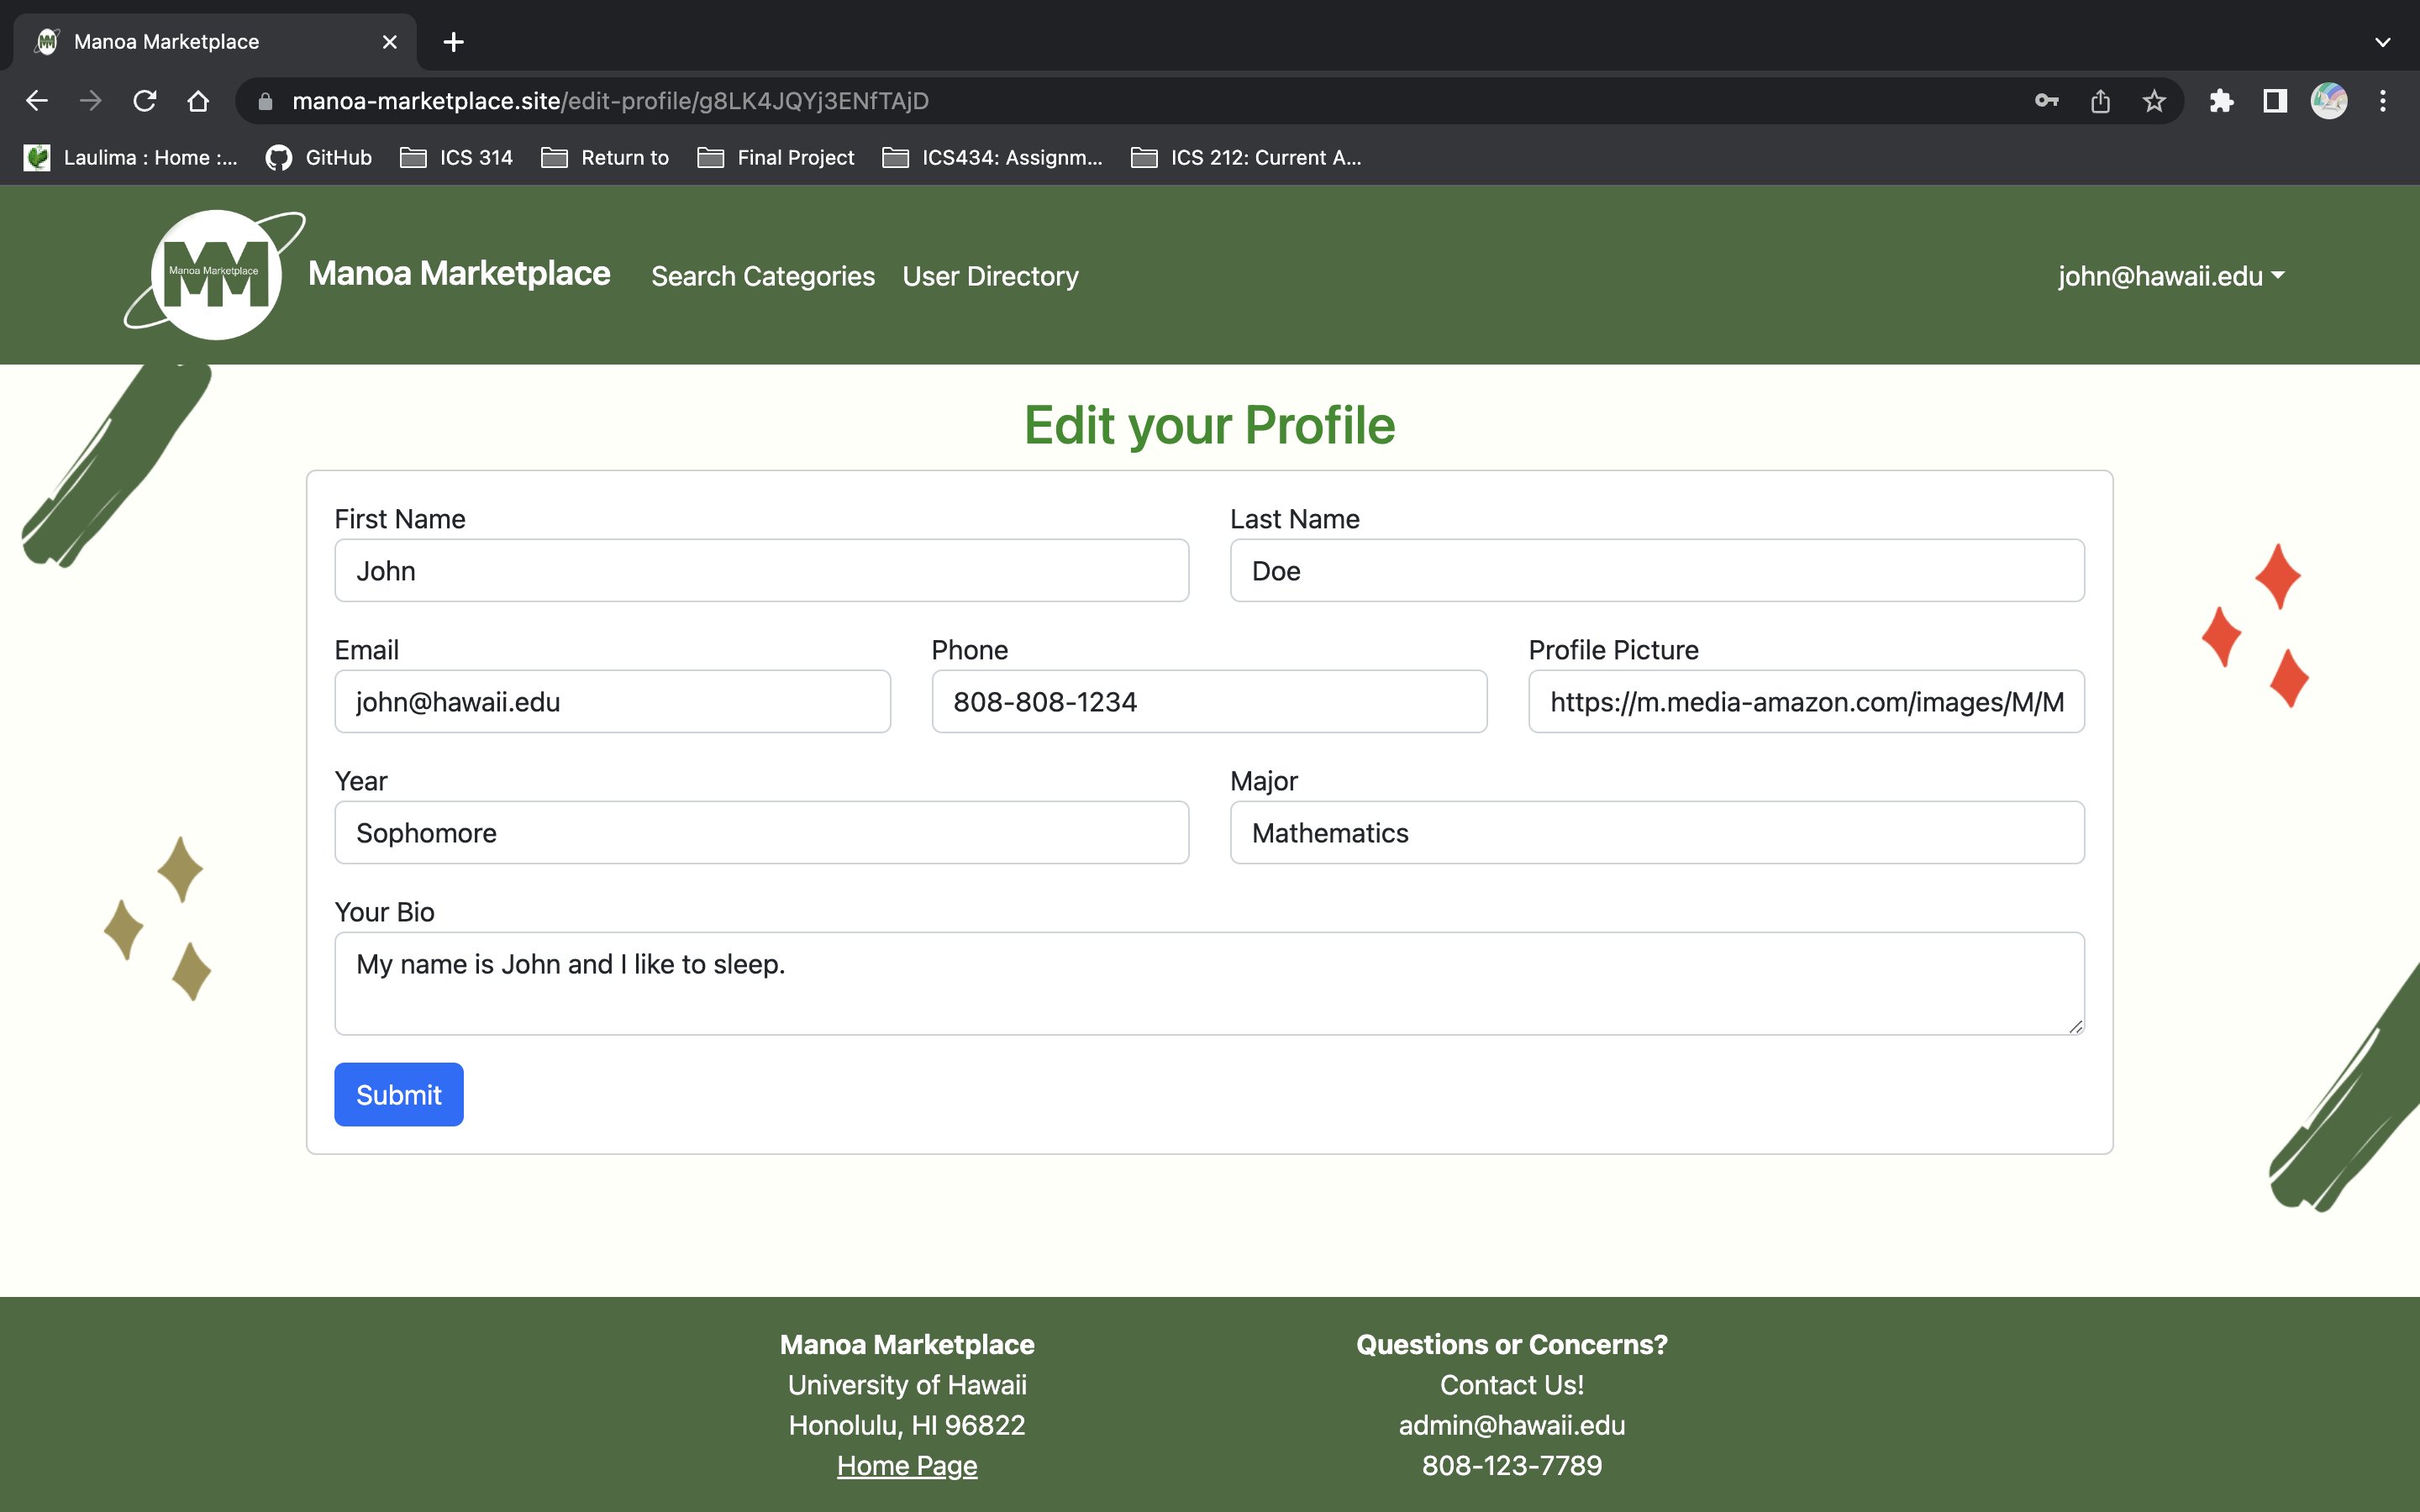 Manoa Marketplace
manoa-marketplace.site/edit-profile/g8LK4JQYj3ENfTAjD
Laulima : Home :... GitHub ICS 314 Return to Final Project ICS434: Assignm... ICS 212: Current A...
MM
Manoa Marketplace
MM
Manoa Marketplace Search Categories User Directory john@hawaii.edu
Edit your Profile
First Name Last Name
John Doe
Email Phone Profile Picture
john@hawaii.edu 808-808-1234 https://m.media-amazon.com/images/M/M
Year Major
Sophomore Mathematics
Your Bio
My name is John and I like to sleep.
Submit
Manoa Marketplace Questions or Concerns?
University of Hawaii Contact Us!
Honolulu, HI 96822 admin@hawaii.edu
Home Page 808-123-7789